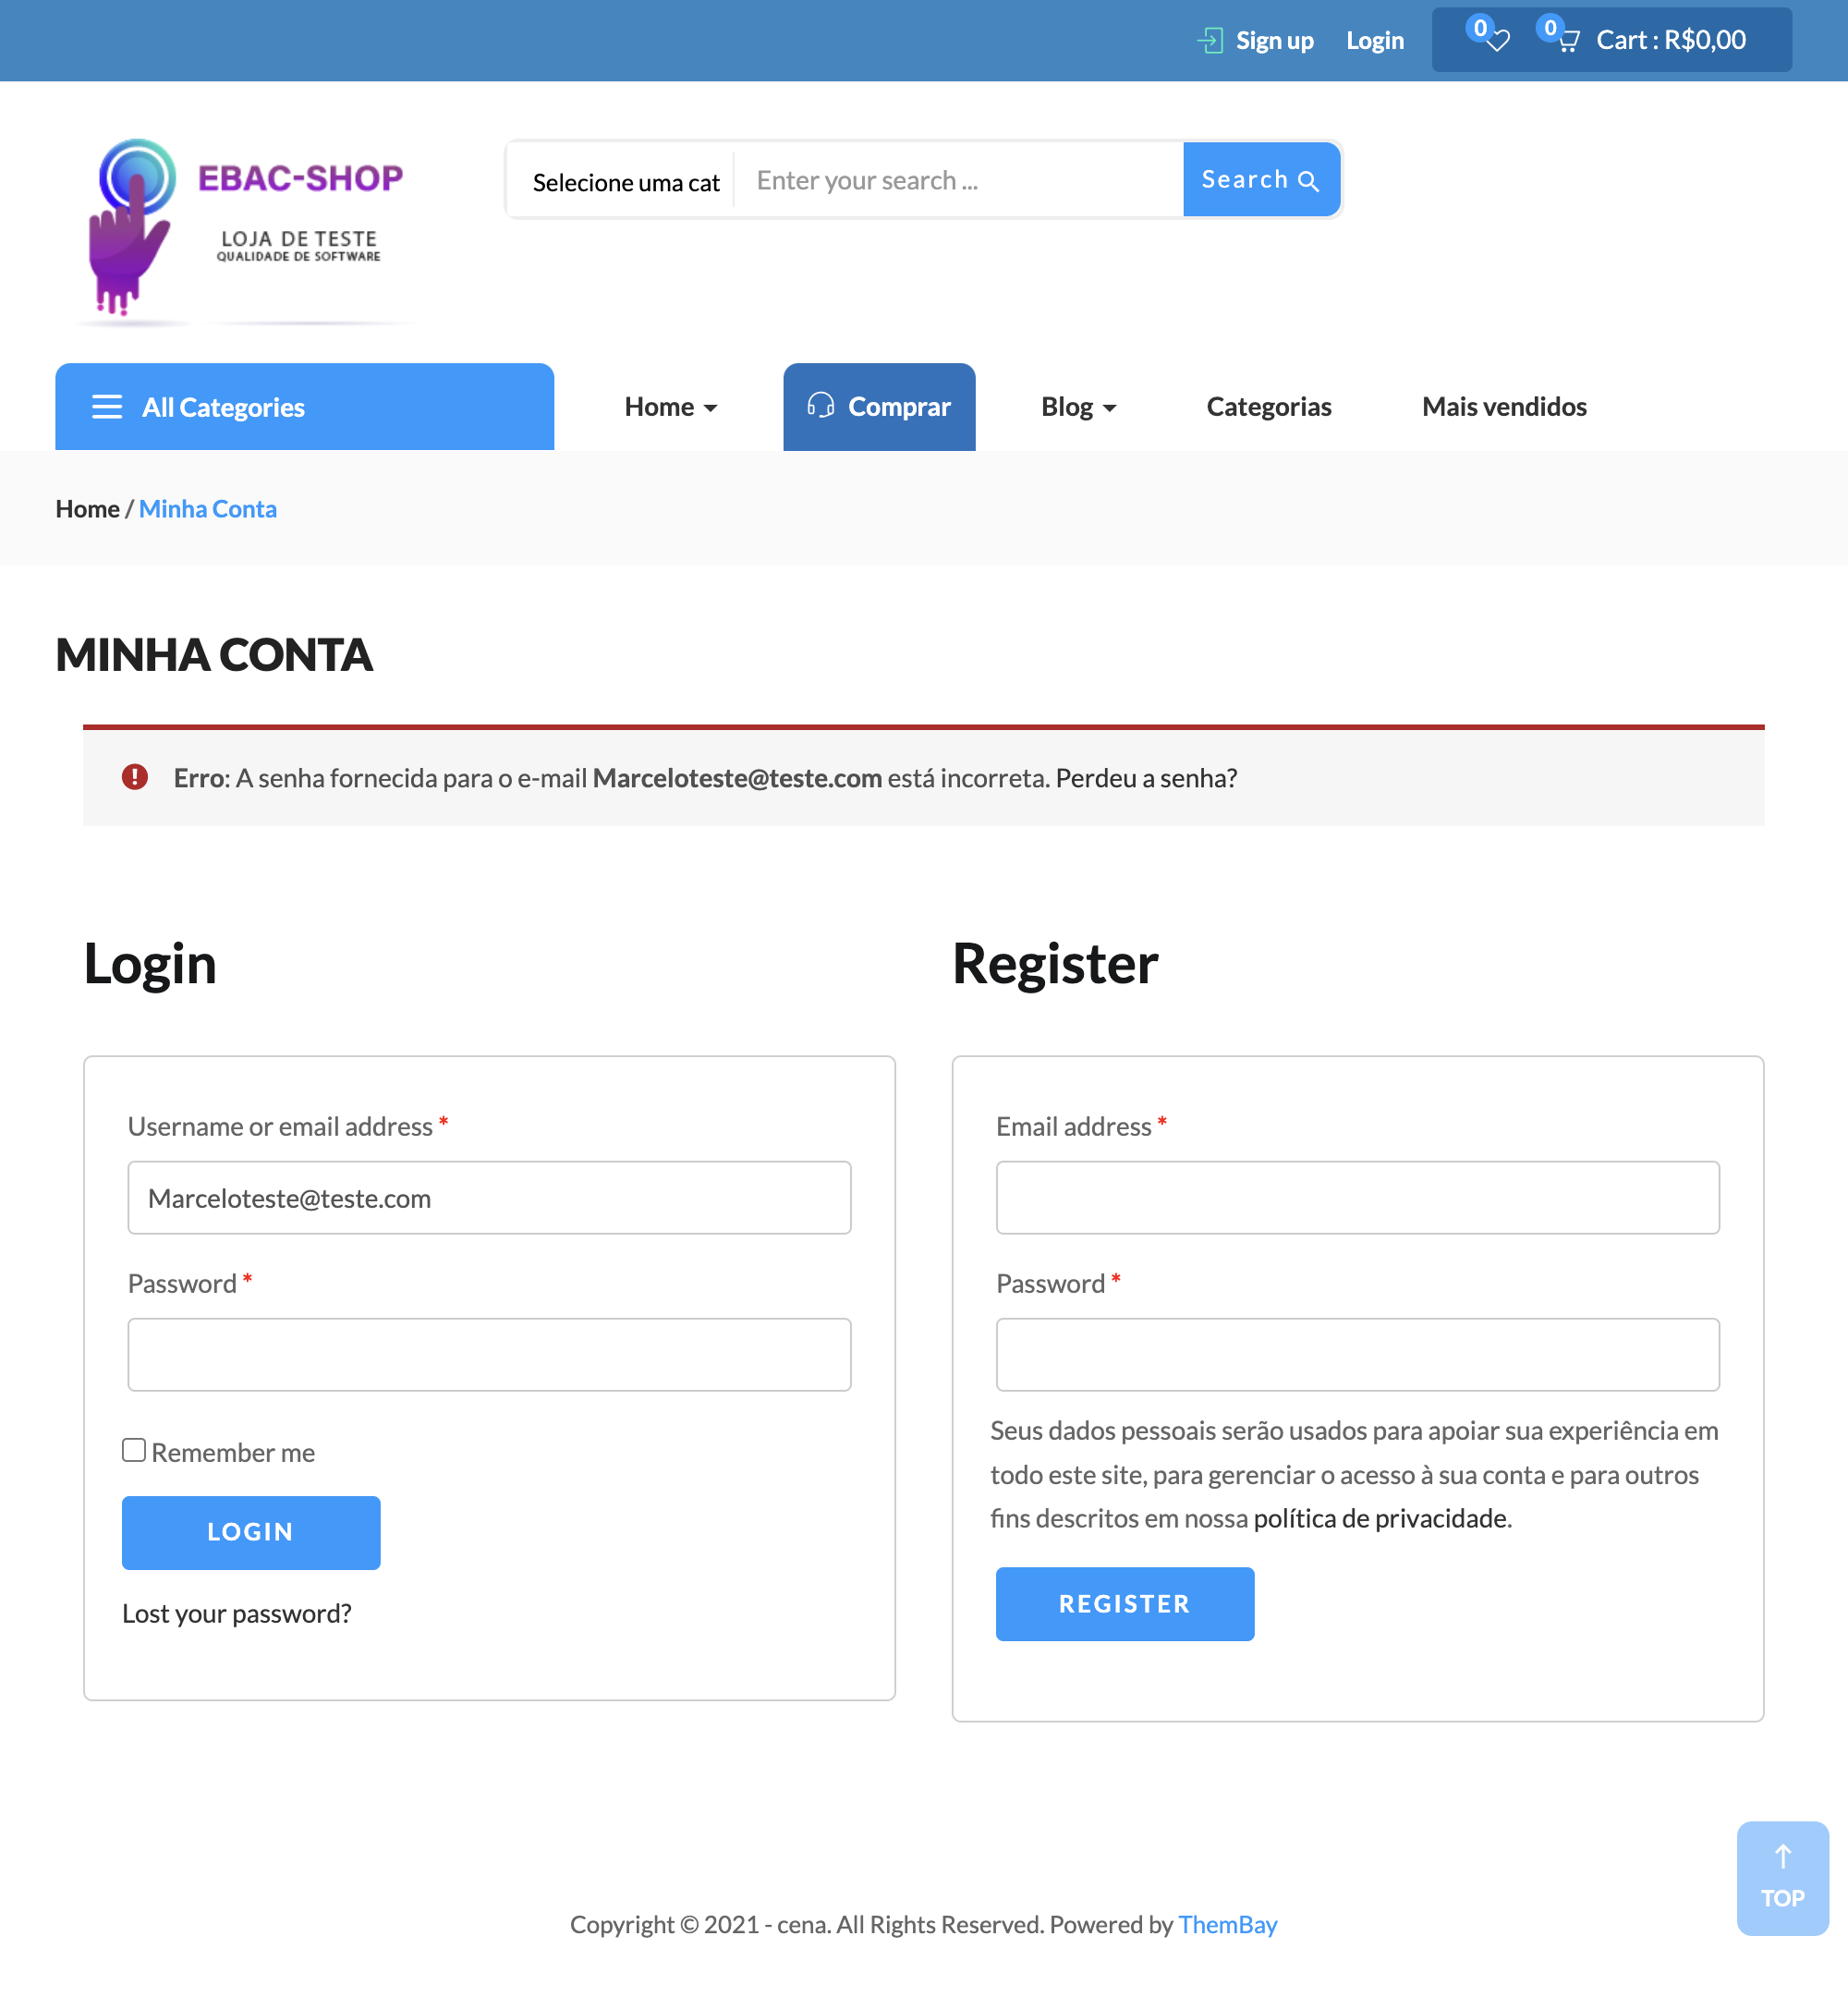 Sign up Login 0 0 Cart : R$0,00
EBAC-SHOP
LOJA DE TESTE
QUALIDADE DE SOFTWARE
Selecione uma cat Enter your search ... Search
All Categories Home Comprar Blog Categorias Mais vendidos
Home / Minha Conta
MINHA CONTA
Erro: A senha fornecida para o e-mail Marceloteste@teste.com está incorreta. Perdeu a senha?
Login
Username or email address *
Marceloteste@teste.com
Password *
Remember me
LOGIN
Lost your password?
Register
Email address *
Password *
Seus dados pessoais serão usados para apoiar sua experiência em
todo este site, para gerenciar o acesso à sua conta e para outros
fins descritos em nossa política de privacidade.
REGISTER
TOP
Copyright © 2021 - cena. All Rights Reserved. Powered by ThemBay